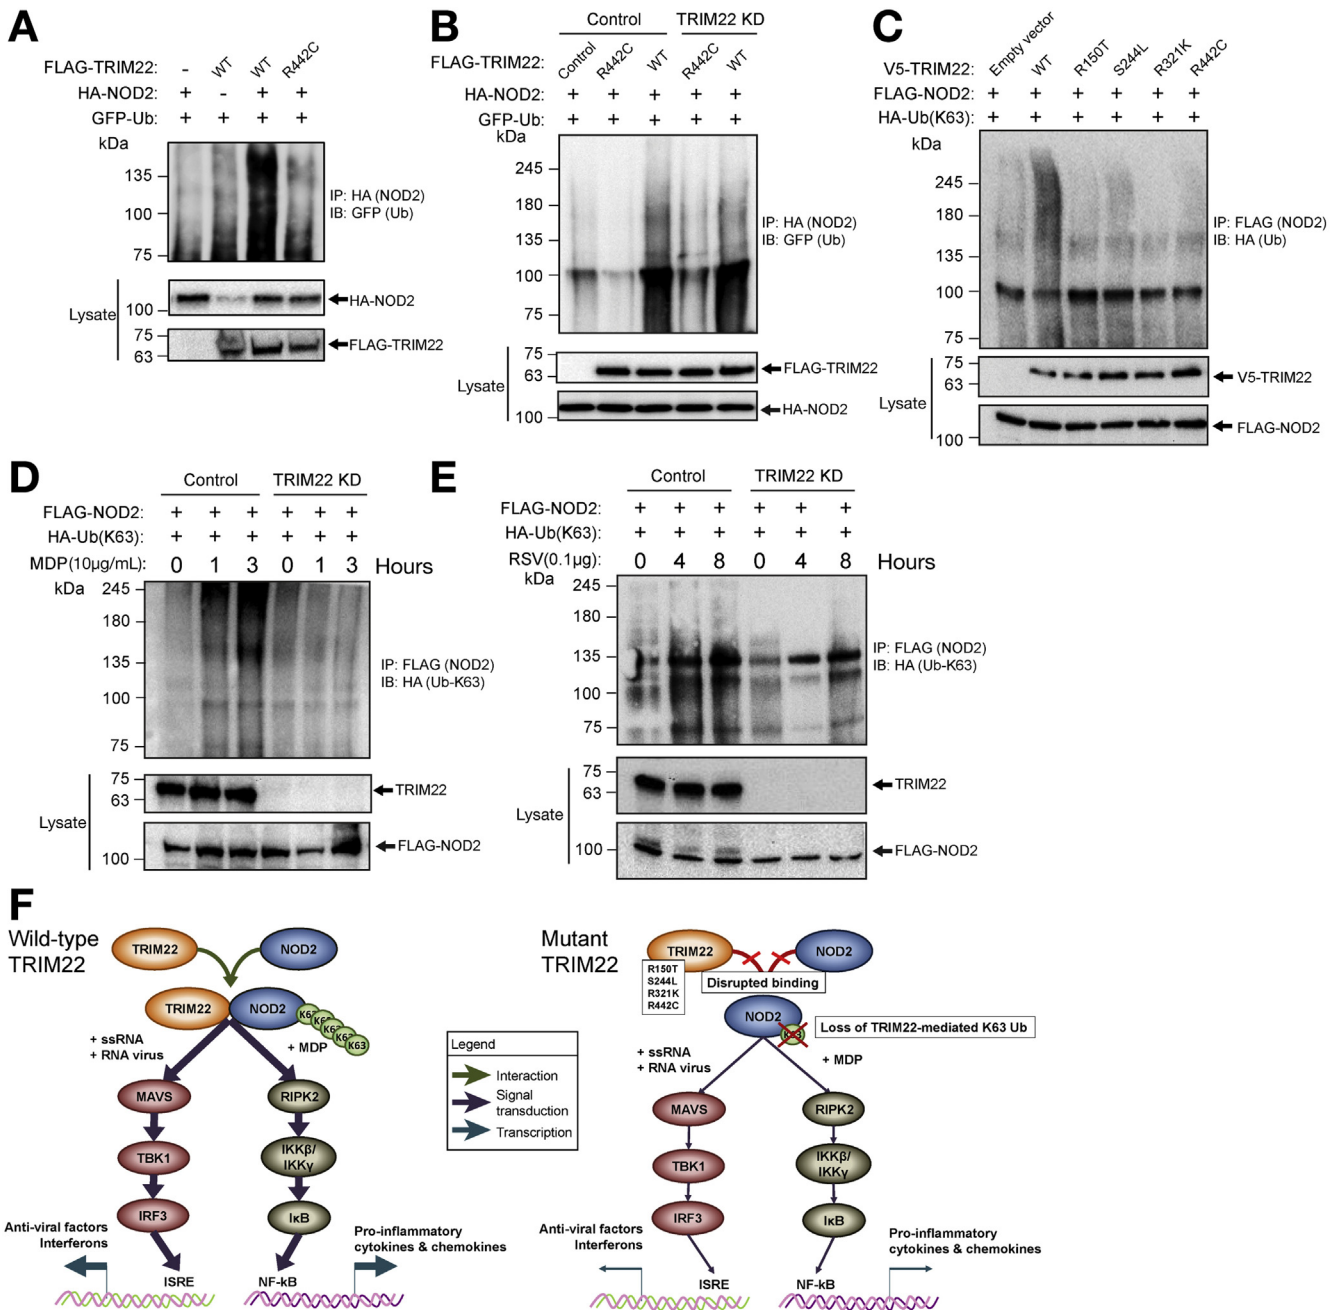 A
FLAG-TRIM22: - WT WT R442C
HA-NOD2: + - + +
GFP-Ub: + + + +
kDa
135
100
75
IP: HA (NOD2)
IB: GFP (Ub)
Lysate
100
HA-NOD2
75
63
FLAG-TRIM22
B
Control TRIM22 KD
FLAG-TRIM22: Control R442C WT R442C WT
HA-NOD2: + + + + +
GFP-Ub: + + + + +
kDa
245
180
135
100
75
IP: HA (NOD2)
IB: GFP (Ub)
Lysate
75
63
FLAG-TRIM22
100
HA-NOD2
C
V5-TRIM22: Empty vector WT R150T S244L R321K R442C
FLAG-NOD2: + + + + + +
HA-Ub(K63): + + + + + +
kDa
245
180
135
100
75
IP: FLAG (NOD2)
IB: HA (Ub)
Lysate
75
63
V5-TRIM22
100
FLAG-NOD2
D
Control TRIM22 KD
FLAG-NOD2: + + + + + +
HA-Ub(K63): + + + + + +
MDP(10µg/mL): 0 1 3 0 1 3 Hours
kDa
245
180
135
100
75
IP: FLAG (NOD2)
IB: HA (Ub-K63)
Lysate
75
63
TRIM22
100
FLAG-NOD2
E
Control TRIM22 KD
FLAG-NOD2: + + + + + +
HA-Ub(K63): + + + + + +
RSV(0.1µg): 0 4 8 0 4 8 Hours
kDa
245
180
135
100
75
IP: FLAG (NOD2)
IB: HA (Ub-K63)
Lysate
75
63
TRIM22
100
FLAG-NOD2
F
Wild-type
TRIM22
TRIM22 NOD2
TRIM22 NOD2
K63 K63 K63 K63 K63
+ ssRNA
+ RNA virus
+ MDP
MAVS RIPK2
TBK1
IKKβ/
IKKγ
IRF3 IκB
Anti-viral factors
Interferons
Pro-inflammatory
cytokines & chemokines
ISRE NF-kB
Legend
Interaction
Signal
transduction
Transcription
Mutant
TRIM22
TRIM22 NOD2
R150T
S244L
R321K
R442C
Disrupted binding
NOD2
K63
Loss of TRIM22-mediated K63 Ub
+ ssRNA
+ RNA virus
+ MDP
MAVS RIPK2
TBK1
IKKβ/
IKKγ
IRF3 IκB
Anti-viral factors
Interferons
Pro-inflammatory
cytokines & chemokines
ISRE NF-kB